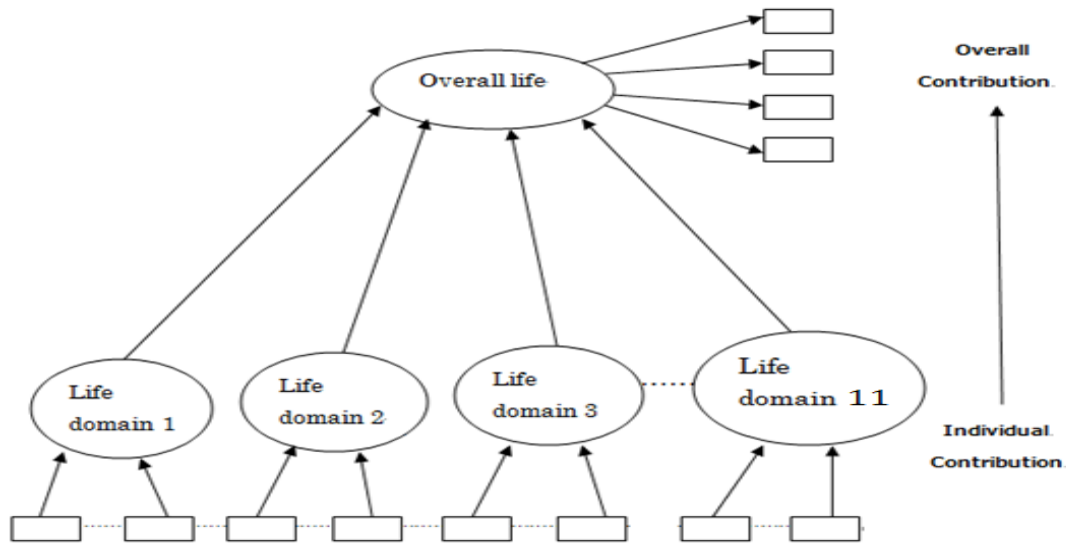 Overall life
Overall
Contribution.
Life
domain 1
Life
domain 2
Life
domain 3
Life
domain 11
Individual.
Contribution.